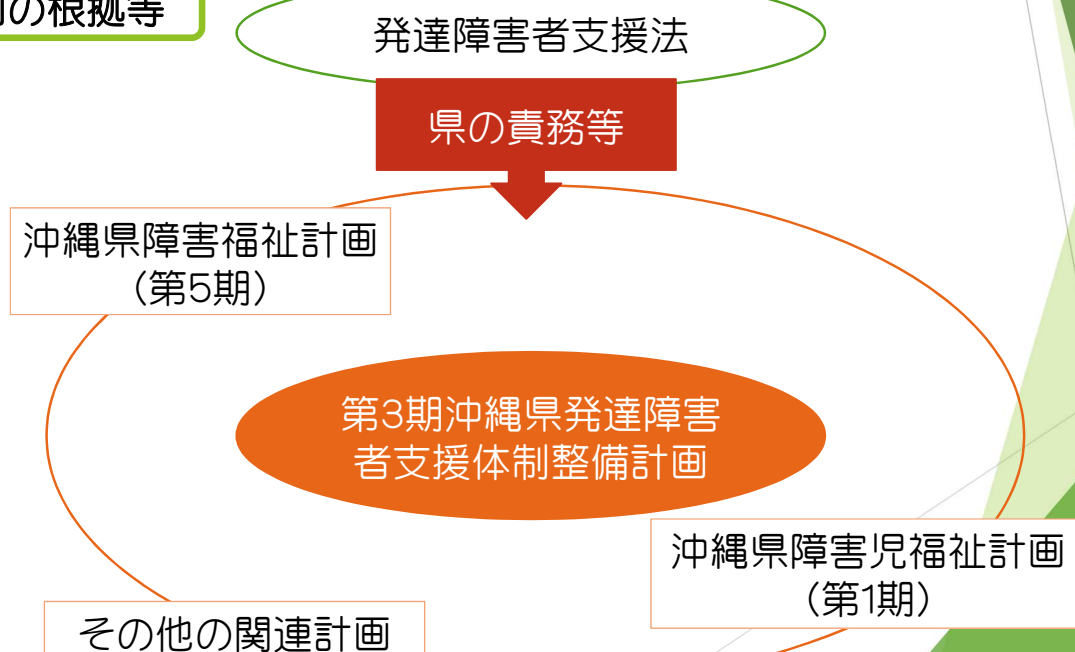 の根拠等
発達障害者支援法
県の責務等
沖縄県障害福祉計画
(第5期)
第3期沖縄県発達障害
者支援体制整備計画
沖縄県障害児福祉計画
(第1期)
その他の関連計画